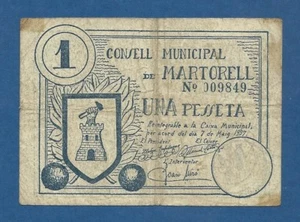 1
CONSELL MUNICIPAL
DE MARTORELL
Nº 009849
UNA PESSETA
Reintegrable a la Caixa Municipal,
per acord del dia 7 de Maig 1937
El President
El Caixer
L'Interventor